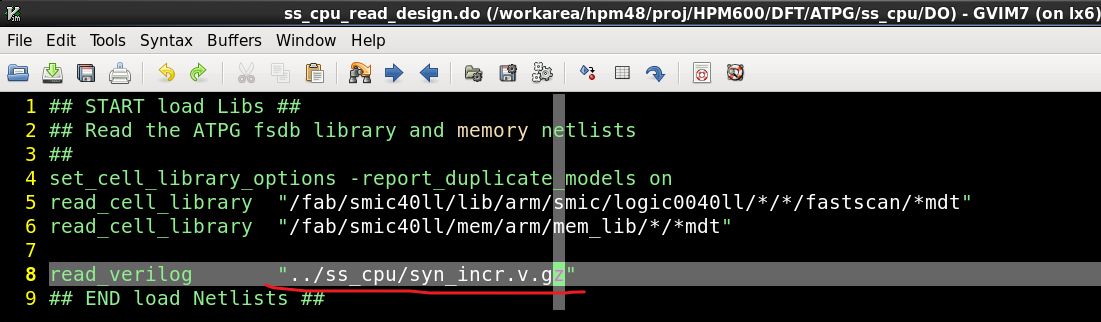 ss_cpu_read_design.do (/workarea/hpm48/proj/HPM600/DFT/ATPG/ss_cpu/DO) - GVIM7 (on lx6)
File Edit Tools Syntax Buffers Window Help
1 ## START load Libs ##
2 ## Read the ATPG fsdb library and memory netlists
3 ##
4 set_cell_library_options -report_duplicate_models on
5 read_cell_library "/fab/smic40ll/lib/arm/smic/logic0040ll/*/*/fastscan/*mdt"
6 read_cell_library "/fab/smic40ll/mem/arm/mem_lib/*/*mdt"
7
8 read_verilog "../ss_cpu/syn_incr.v.gz"
9 ## END load Netlists ##